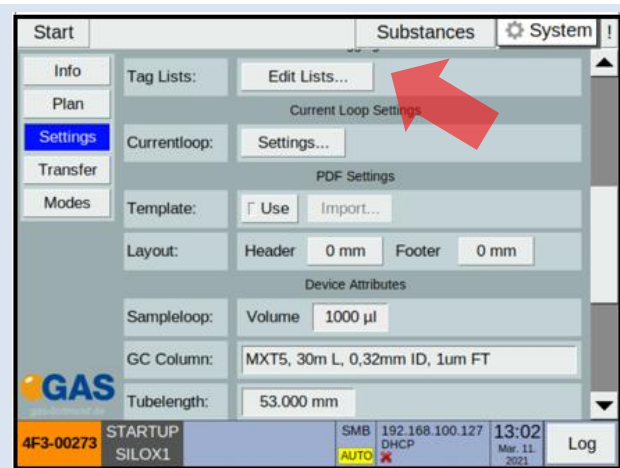 Start Substances System !
Info
Plan
Settings
Transfer
Modes
Tag Lists: Edit Lists...
Current Loop Settings
Currentloop: Settings...
PDF Settings
Template: Use Import...
Layout: Header 0 mm Footer 0 mm
Device Attributes
Sampleloop: Volume 1000 µl
GC Column: MXT5, 30m L, 0,32mm ID, 1um FT
Tubelength: 53.000 mm
GAS
4F3-00273
STARTUP
SILOX1
SMB
AUTO
192.168.100.127
DHCP
13:02
Mar. 11.
2021
Log